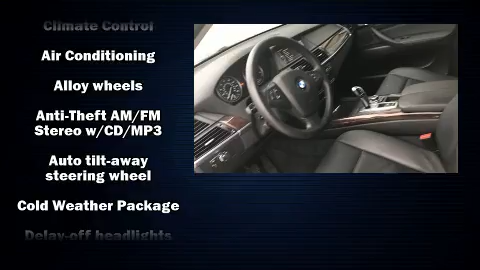 Climate Control
Air Conditioning
Alloy wheels
Anti-Theft AM/FM
Stereo w/CD/MP3
Auto tilt-away
steering wheel
Cold Weather Package
Delay-off headlights